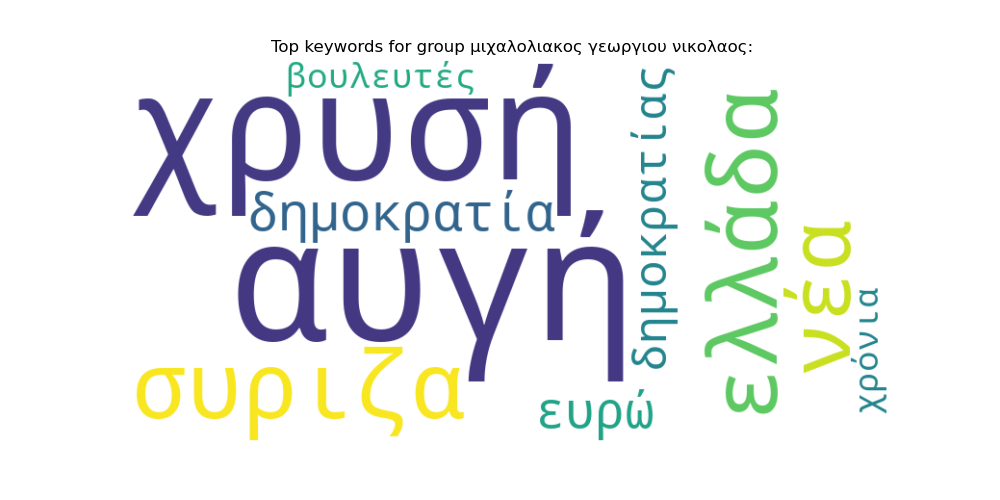 Top keywords for group μιχαλολιακος γεωργιου νικολαος:
βουλευτές
χρυσή
δημοκρατία
αυγή
συριζα
ευρώ
δημοκρατίας
ελλάδα
νέα
χρόνια